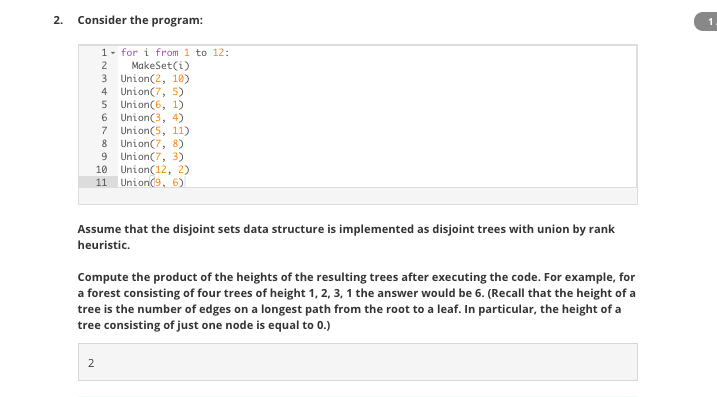 2. Consider the program:
1
1 for i from 1 to 12:
2 MakeSet(i)
3 Union(2, 10)
4 Union(7, 5)
5 Union(6, 1)
6 Union(3, 4)
7 Union(5, 11)
8 Union(7, 8)
9 Union(7, 3)
10 Union(12, 2)
11 Union(9, 6)
Assume that the disjoint sets data structure is implemented as disjoint trees with union by rank
heuristic.
Compute the product of the heights of the resulting trees after executing the code. For example, for
a forest consisting of four trees of height 1, 2, 3, 1 the answer would be 6. (Recall that the height of a
tree is the number of edges on a longest path from the root to a leaf. In particular, the height of a
tree consisting of just one node is equal to 0.)
2